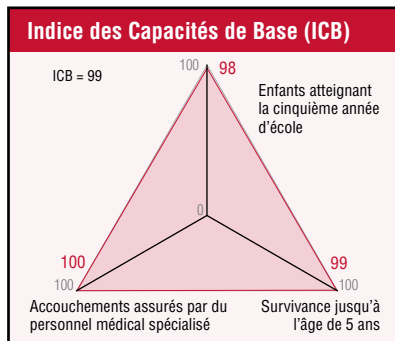 Indice des Capacités de Base (ICB)
ICB = 99
100
98
Enfants atteignant
la cinquième année
d'école
0
100
100
99
100
Accouchements assurés par du
personnel médical spécialisé
Survivance jusqu'à
l'âge de 5 ans